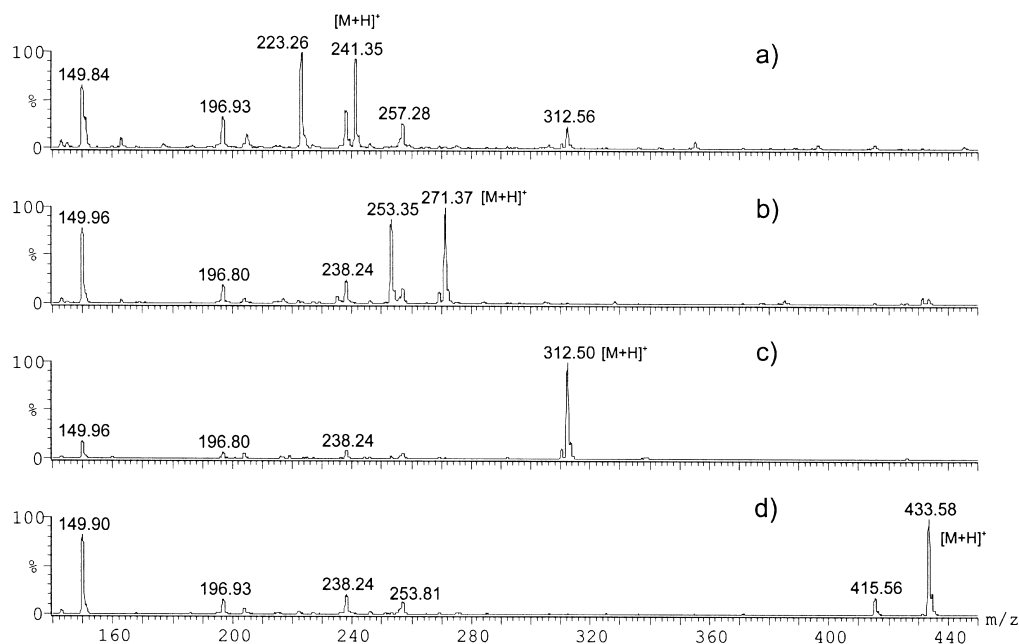 [M+H]⁺
100 149.84 196.93 223.26 241.35 257.28 312.56 a)
%
0
100 149.96 196.80 238.24 253.35 271.37 [M+H]⁺ b)
%
0
100 149.96 196.80 238.24 312.50 [M+H]⁺ c)
%
0
100 149.90 196.93 238.24 253.81 415.56 433.58 d)
[M+H]⁺
%
0
160 200 240 280 320 360 400 440 m/z